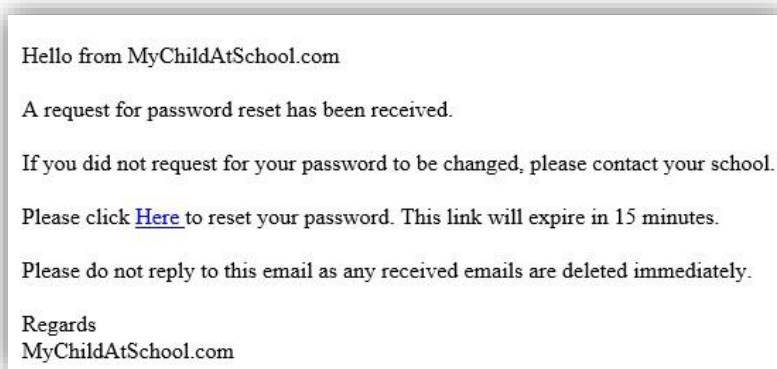 Hello from MyChildAtSchool.com
A request for password reset has been received.
If you did not request for your password to be changed, please contact your school.
Please click Here to reset your password. This link will expire in 15 minutes.
Please do not reply to this email as any received emails are deleted immediately.
Regards
MyChildAtSchool.com